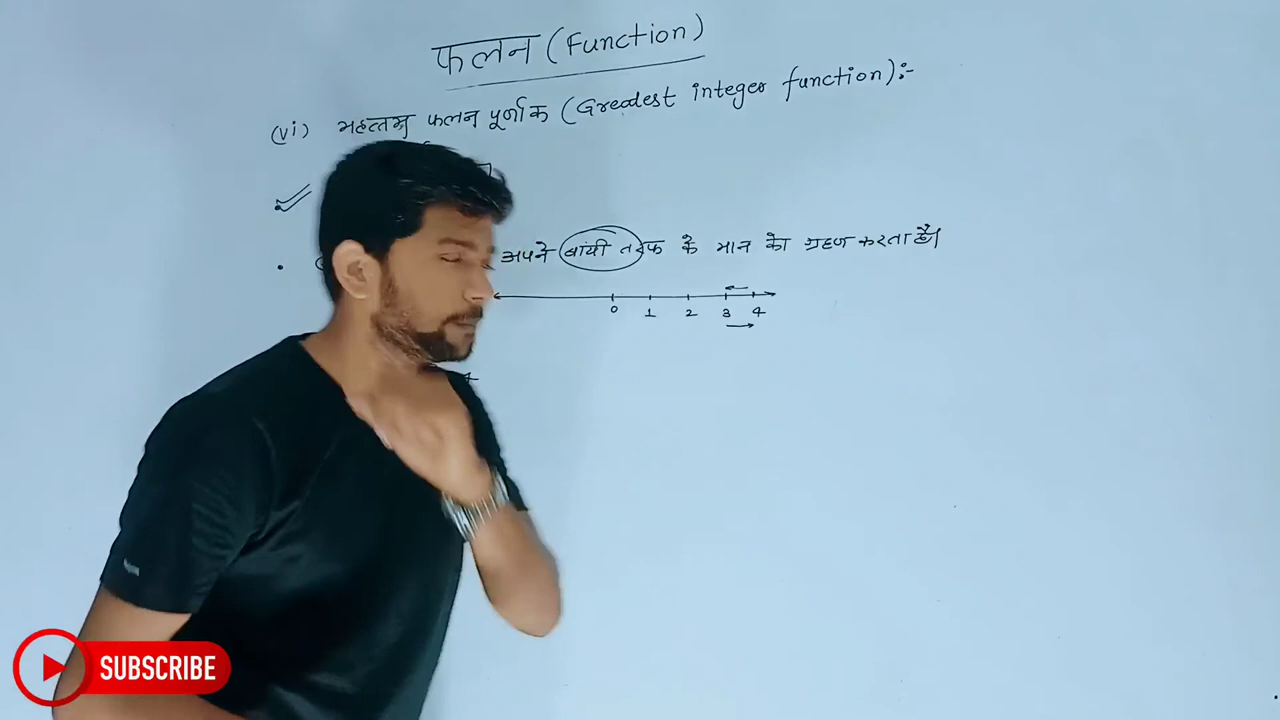 फलन (Function)
(vi) महत्तम फलन पूर्णांक (Greatest integer function):-
अपने बांयी तरफ के मान को ग्रहण करता है।
0 1 2 3 4
SUBSCRIBE